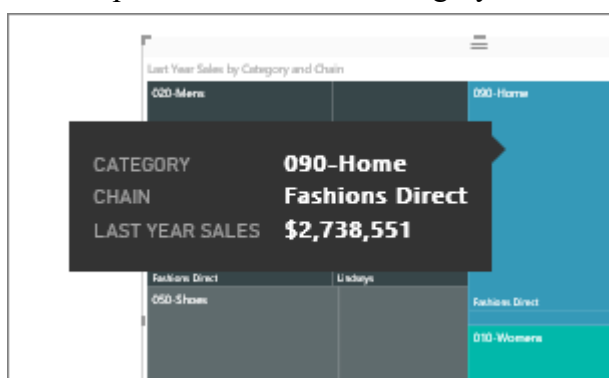 Last Year Sales by Category and Chain
020-Mens
090-Home
CATEGORY 090-Home
CHAIN Fashions Direct
LAST YEAR SALES $2,738,551
Fashions Direct
Lindseys
050-Shoes
Fashions Direct
010-Womens